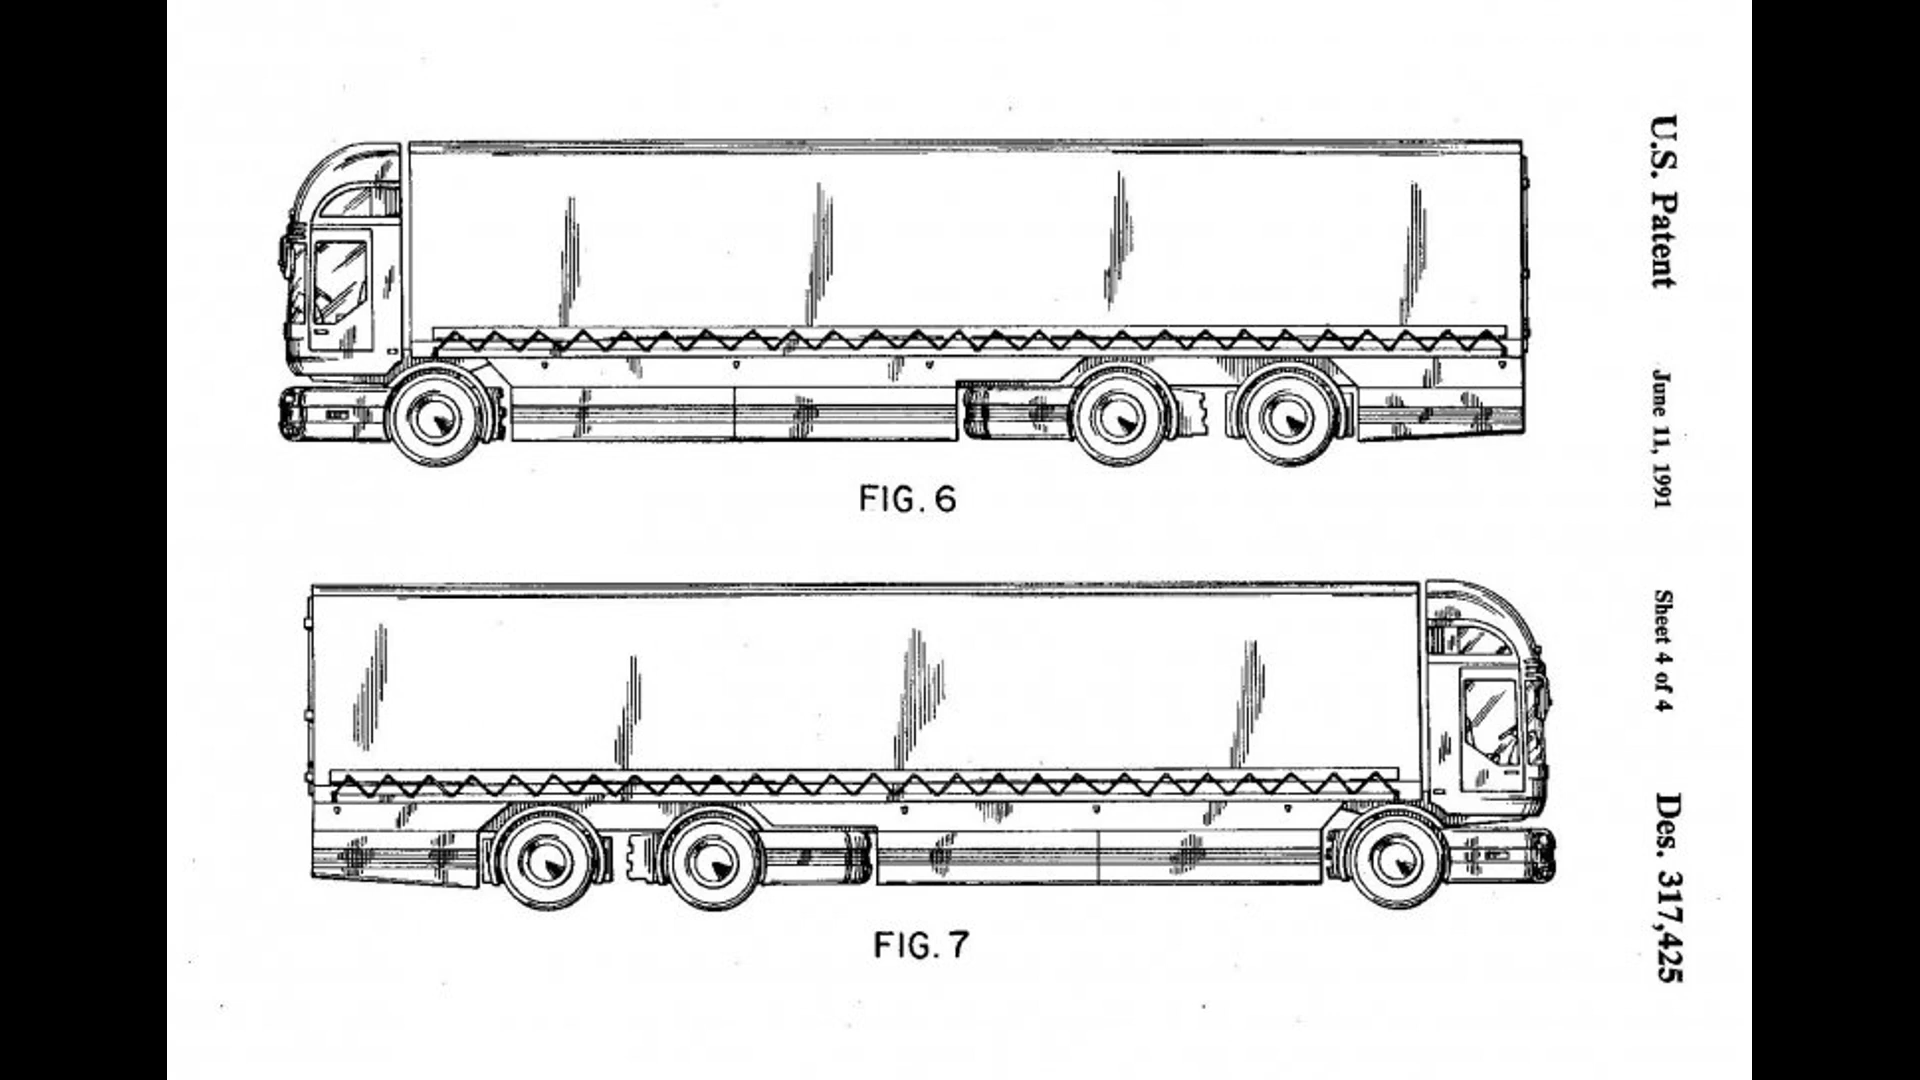 U.S. Patent June 11, 1991 Sheet 4 of 4 Des. 317,425
FIG. 6
FIG. 7